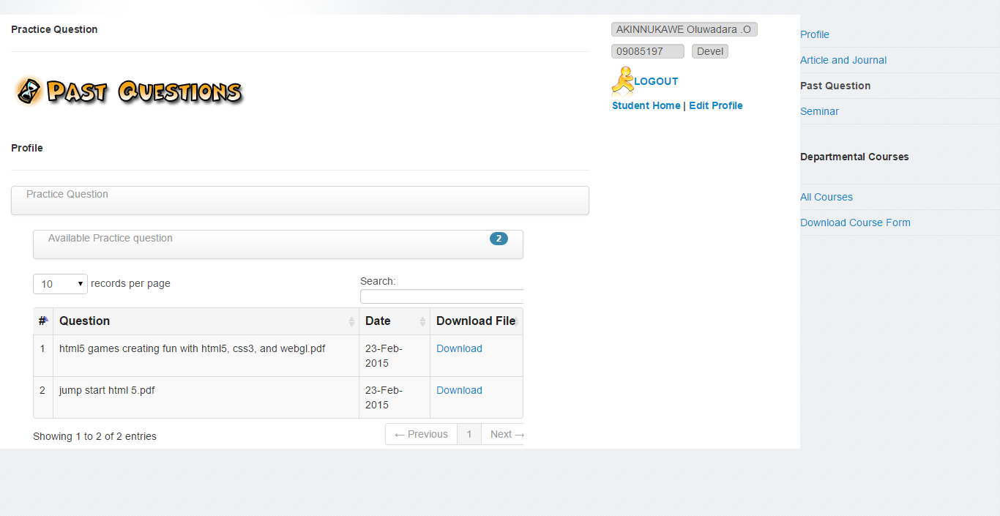 Practice Question
Past Questions
Profile
Practice Question
Available Practice question 2
10 records per page
Search:
# Question Date Download File
1 html5 games creating fun with html5, css3, and webgl.pdf 23-Feb-2015 Download
2 jump start html 5.pdf 23-Feb-2015 Download
Showing 1 to 2 of 2 entries
← Previous 1 Next →
AKINNUKAWE Oluwadara .O
09085197 Devel
LOGOUT
Student Home | Edit Profile
Profile
Article and Journal
Past Question
Seminar
Departmental Courses
All Courses
Download Course Form